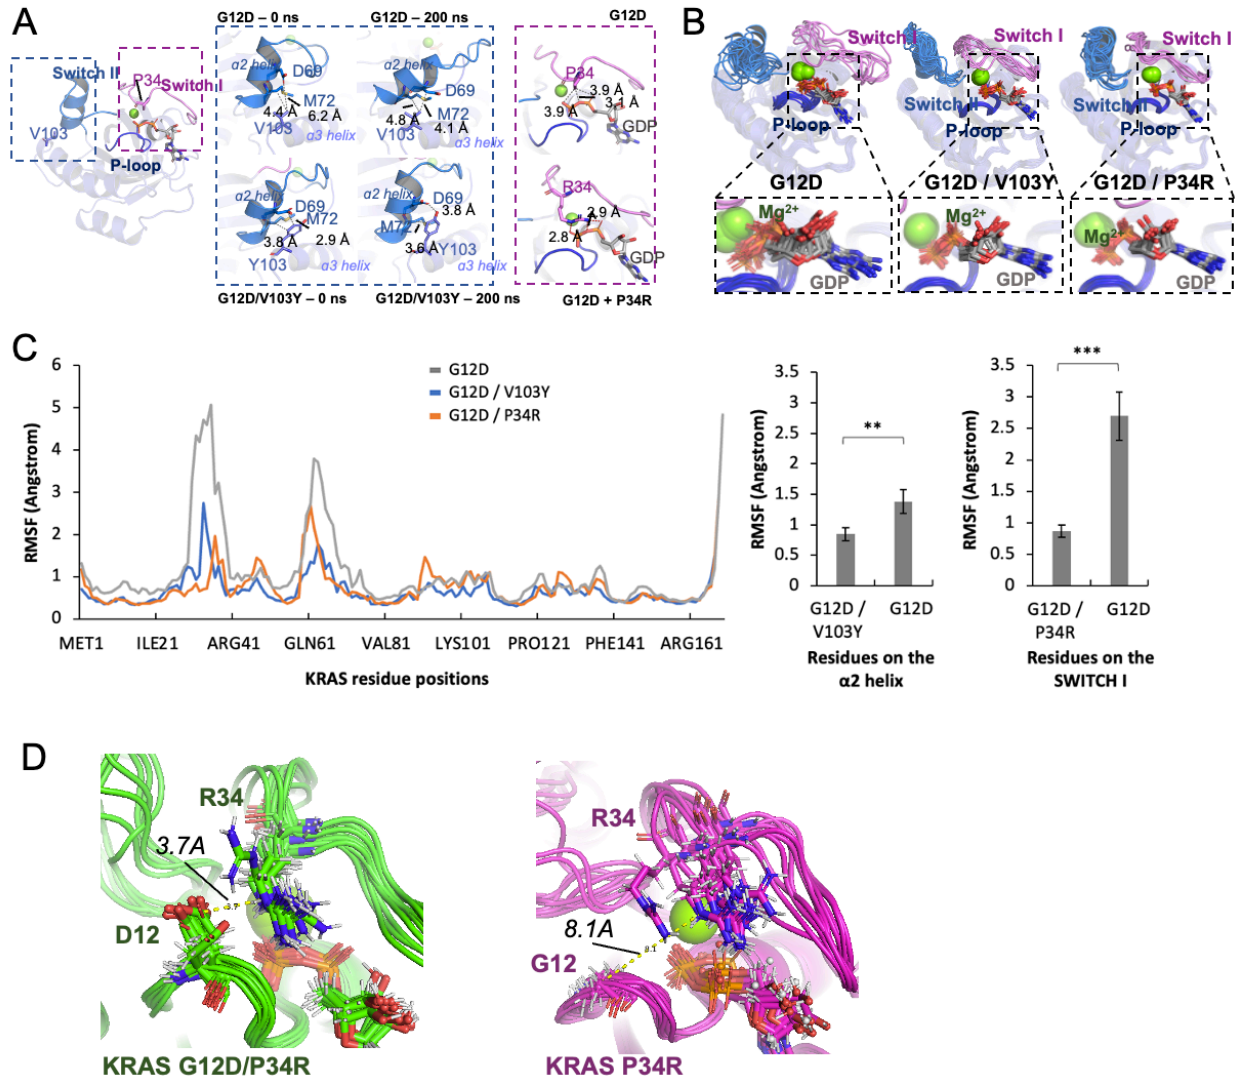 A
G12D – 0 ns
G12D – 200 ns
G12D
Switch II
P34
Switch I
V103
P-loop
α2 helix
D69
M72
4.4 Å
6.2 Å
V103
α3 helix
α2 helix
D69
M72
4.8 Å
4.1 Å
V103
α3 helix
α2 helix
D69
M72
3.8 Å
2.9 Å
Y103
α3 helix
α2 helix
D69
3.8 Å
M72
3.6 Å
Y103
α3 helix
P34
3.9 Å
3.1 Å
3.9 Å
GDP
R34
2.9 Å
2.8 Å
GDP
G12D/V103Y – 0 ns
G12D/V103Y – 200 ns
G12D + P34R
B
Switch I
Switch I
Switch I
P-loop
P-loop
P-loop
G12D
G12D / V103Y
G12D / P34R
Mg2+
Mg2+
Mg2+
GDP
GDP
GDP
C
RMSF (Angstrom)
6
5
4
3
2
1
0
G12D
G12D / V103Y
G12D / P34R
MET1 ILE21 ARG41 GLN61 VAL81 LYS101 PRO121 PHE141 ARG161
KRAS residue positions
RMSF (Angstrom)
3.5
3
2.5
2
1.5
1
0.5
0
**
G12D / V103Y
G12D
Residues on the
α2 helix
RMSF (Angstrom)
3.5
3
2.5
2
1.5
1
0.5
0
***
G12D / P34R
G12D
Residues on the
SWITCH I
D
R34
3.7A
3.7
D12
KRAS G12D/P34R
R34
8.1A
8.1
G12
KRAS P34R